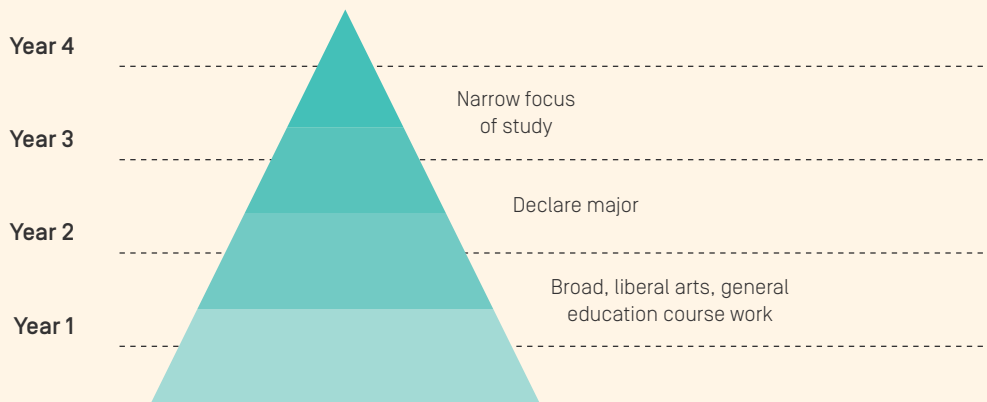 Year 4
Narrow focus
of study
Year 3
Declare major
Year 2
Broad, liberal arts, general
education course work
Year 1